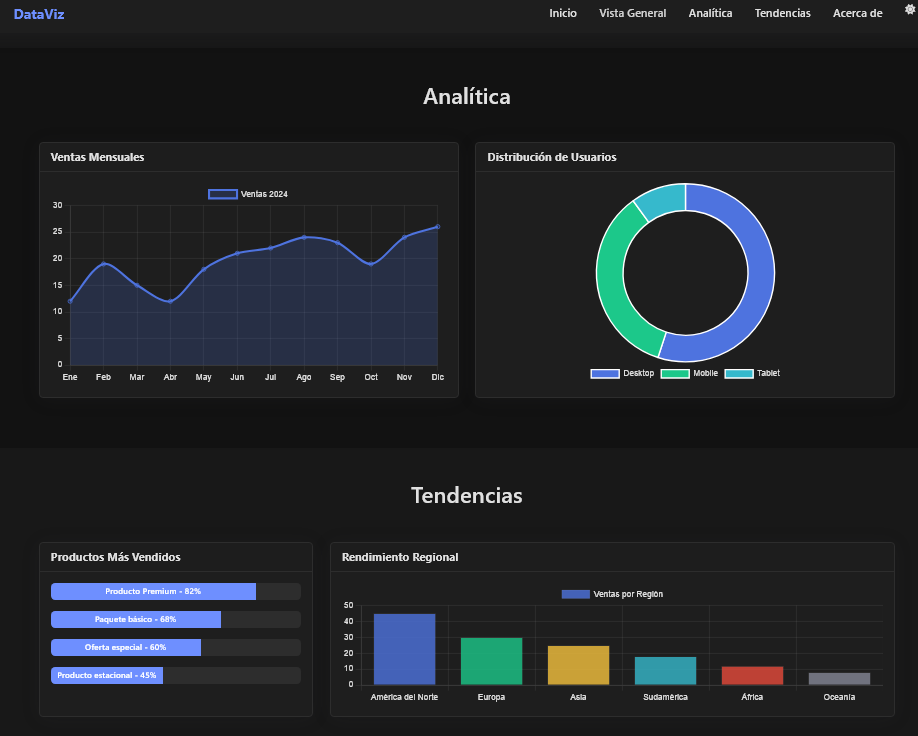 DataViz
Inicio Vista General Analítica Tendencias Acerca de
Analítica
Ventas Mensuales
Ventas 2024
30
25
20
15
10
5
0
Ene Feb Mar Abr May Jun Jul Ago Sep Oct Nov Dic
Distribución de Usuarios
Desktop Mobile Tablet
Tendencias
Productos Más Vendidos
Producto Premium - 82%
Paquete básico - 68%
Oferta especial - 60%
Producto estacional - 45%
Rendimiento Regional
Ventas por Región
50
40
30
20
10
0
América del Norte Europa Asia Sudamérica África Oceanía